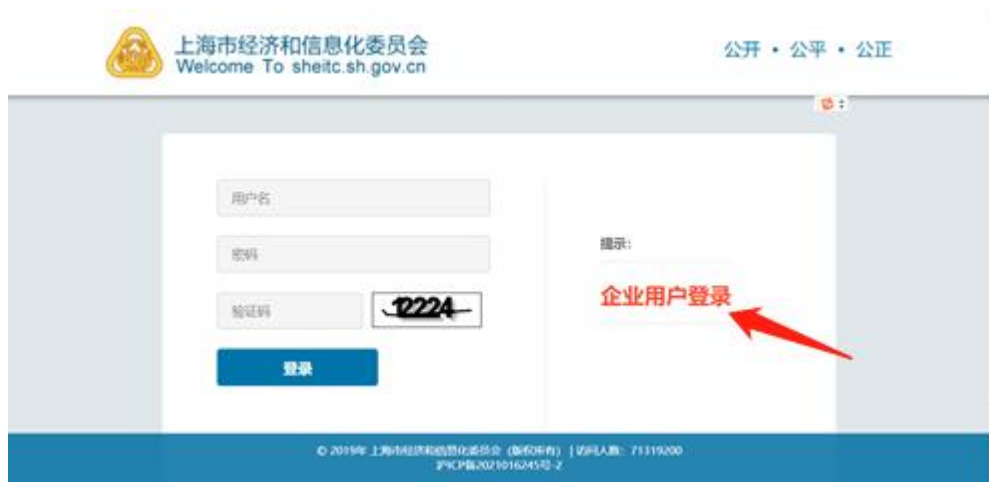 上海市经济和信息化委员会
Welcome To sheitc.sh.gov.cn
公开 • 公平 • 公正
用户名
密码
验证码
12224
登录
提示:
企业用户登录
© 2019年 上海市经济和信息化委员会 (版权所有) | 访问人数: 71319200
沪ICP备2021016245号-2